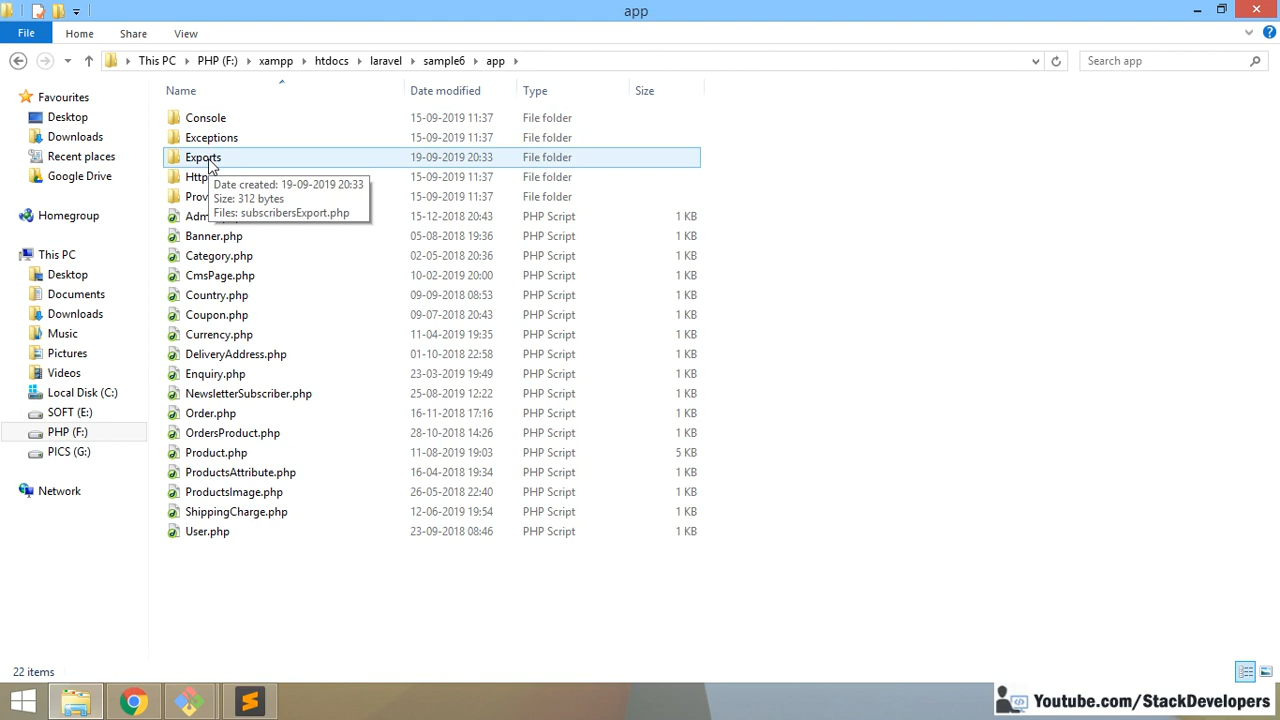 app
File Home Share View
This PC PHP (F:) xampp htdocs laravel sample6 app
Search app
Name Date modified Type Size
Favourites
Desktop
Downloads
Recent places
Google Drive
Homegroup
This PC
Desktop
Documents
Downloads
Music
Pictures
Videos
Local Disk (C:)
SOFT (E:)
PHP (F:)
PICS (G:)
Network
Console 15-09-2019 11:37 File folder
Exceptions 15-09-2019 11:37 File folder
Exports 19-09-2019 20:33 File folder
Http 15-09-2019 11:37 File folder
Prov 15-09-2019 11:37 File folder
Date created: 19-09-2019 20:33
Size: 312 bytes
Files: subscribersExport.php
Adm 15-12-2018 20:43 PHP Script 1 KB
Banner.php 05-08-2018 19:36 PHP Script 1 KB
Category.php 02-05-2018 20:36 PHP Script 1 KB
CmsPage.php 10-02-2019 20:00 PHP Script 1 KB
Country.php 09-09-2018 08:53 PHP Script 1 KB
Coupon.php 09-07-2018 20:43 PHP Script 1 KB
Currency.php 11-04-2019 19:35 PHP Script 1 KB
DeliveryAddress.php 01-10-2018 22:58 PHP Script 1 KB
Enquiry.php 23-03-2019 19:49 PHP Script 1 KB
NewsletterSubscriber.php 25-08-2019 12:22 PHP Script 1 KB
Order.php 16-11-2018 17:16 PHP Script 1 KB
OrdersProduct.php 28-10-2018 14:26 PHP Script 1 KB
Product.php 11-08-2019 19:03 PHP Script 5 KB
ProductsAttribute.php 16-04-2018 19:34 PHP Script 1 KB
ProductsImage.php 26-05-2018 22:40 PHP Script 1 KB
ShippingCharge.php 12-06-2019 19:54 PHP Script 1 KB
User.php 23-09-2018 08:46 PHP Script 1 KB
22 items
Youtube.com/StackDevelopers